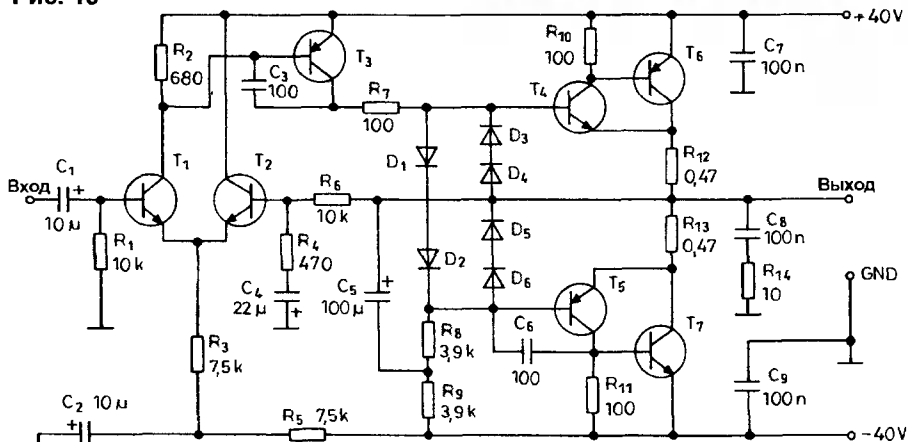 Рис. 10
+40V
R10
100
R2
680
C3
100
T3
T6
C7
100n
R7
100
T4
D1
D3
D4
R12
0,47
C1
10μ
Вход
T1
T2
R6
10k
Выход
R1
10k
R4
470
C4
22μ
C5
100μ
D2
D5
D6
T5
R13
0,47
C8
100n
R14
10
GND
R3
7,5k
R8
3,9k
C6
100
T7
R9
3,9k
R11
100
C9
100n
C2 10μ
R5 7,5k
-40V